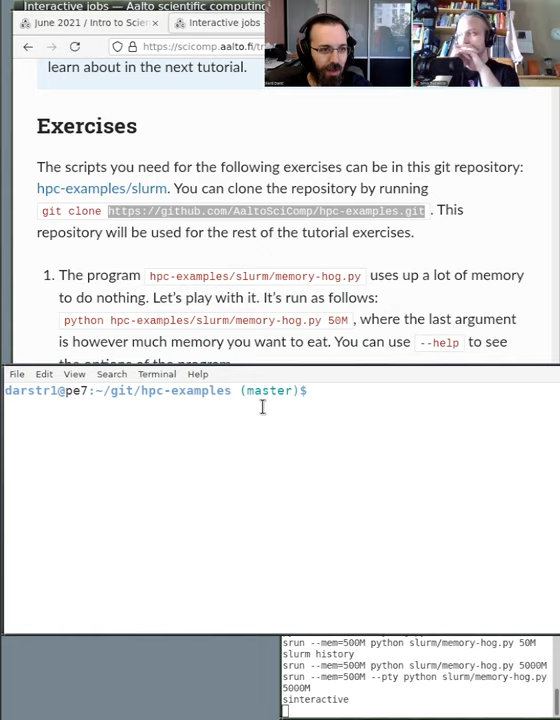 Interactive jobs — Aalto scientific computing
June 2021 / Intro to Scien
Interactive jobs
https://scicomp.aalto.fi/tr
learn about in the next tutorial.
Exercises
The scripts you need for the following exercises can be in this git repository:
hpc-examples/slurm. You can clone the repository by running
git clone https://github.com/AaltoSciComp/hpc-examples.git . This
repository will be used for the rest of the tutorial exercises.
1. The program hpc-examples/slurm/memory-hog.py uses up a lot of memory
to do nothing. Let's play with it. It's run as follows:
python hpc-examples/slurm/memory-hog.py 50M , where the last argument
is however much memory you want to eat. You can use --help to see
the options of the program.
File Edit View Search Terminal Help
darstr1@pe7:~/git/hpc-examples (master)$
srun --mem=500M python slurm/memory-hog.py 50M
slurm history
srun --mem=500M python slurm/memory-hog.py 5000M
srun --mem=500M --pty python slurm/memory-hog.py
5000M
sinteractive